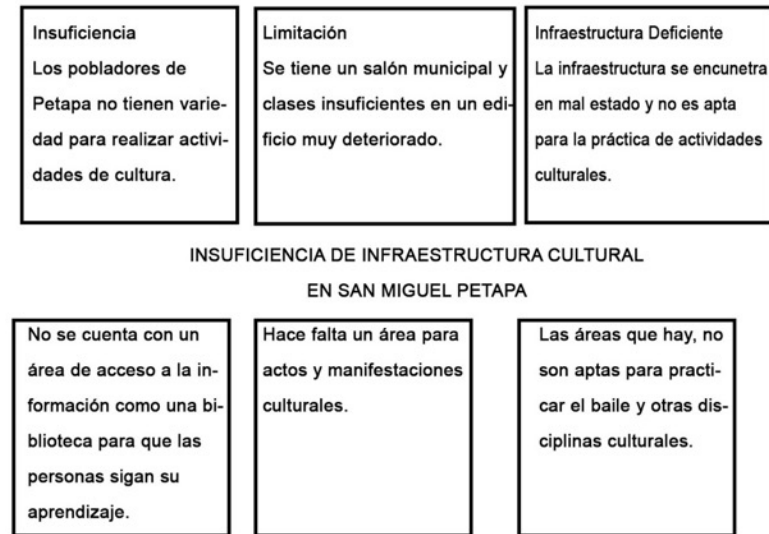 Insuficiencia
Los pobladores de
Petapa no tienen varie-
dad para realizar activi-
dades de cultura.
Limitación
Se tiene un salón municipal y
clases insuficientes en un edi-
ficio muy deteriorado.
Infraestructura Deficiente
La infraestructura se encunetra
en mal estado y no es apta
para la práctica de actividades
culturales.
INSUFICIENCIA DE INFRAESTRUCTURA CULTURAL
EN SAN MIGUEL PETAPA
No se cuenta con un
área de acceso a la in-
formación como una bi-
blioteca para que las
personas sigan su
aprendizaje.
Hace falta un área para
actos y manifestaciones
culturales.
Las áreas que hay, no
son aptas para practi-
car el baile y otras dis-
ciplinas culturales.